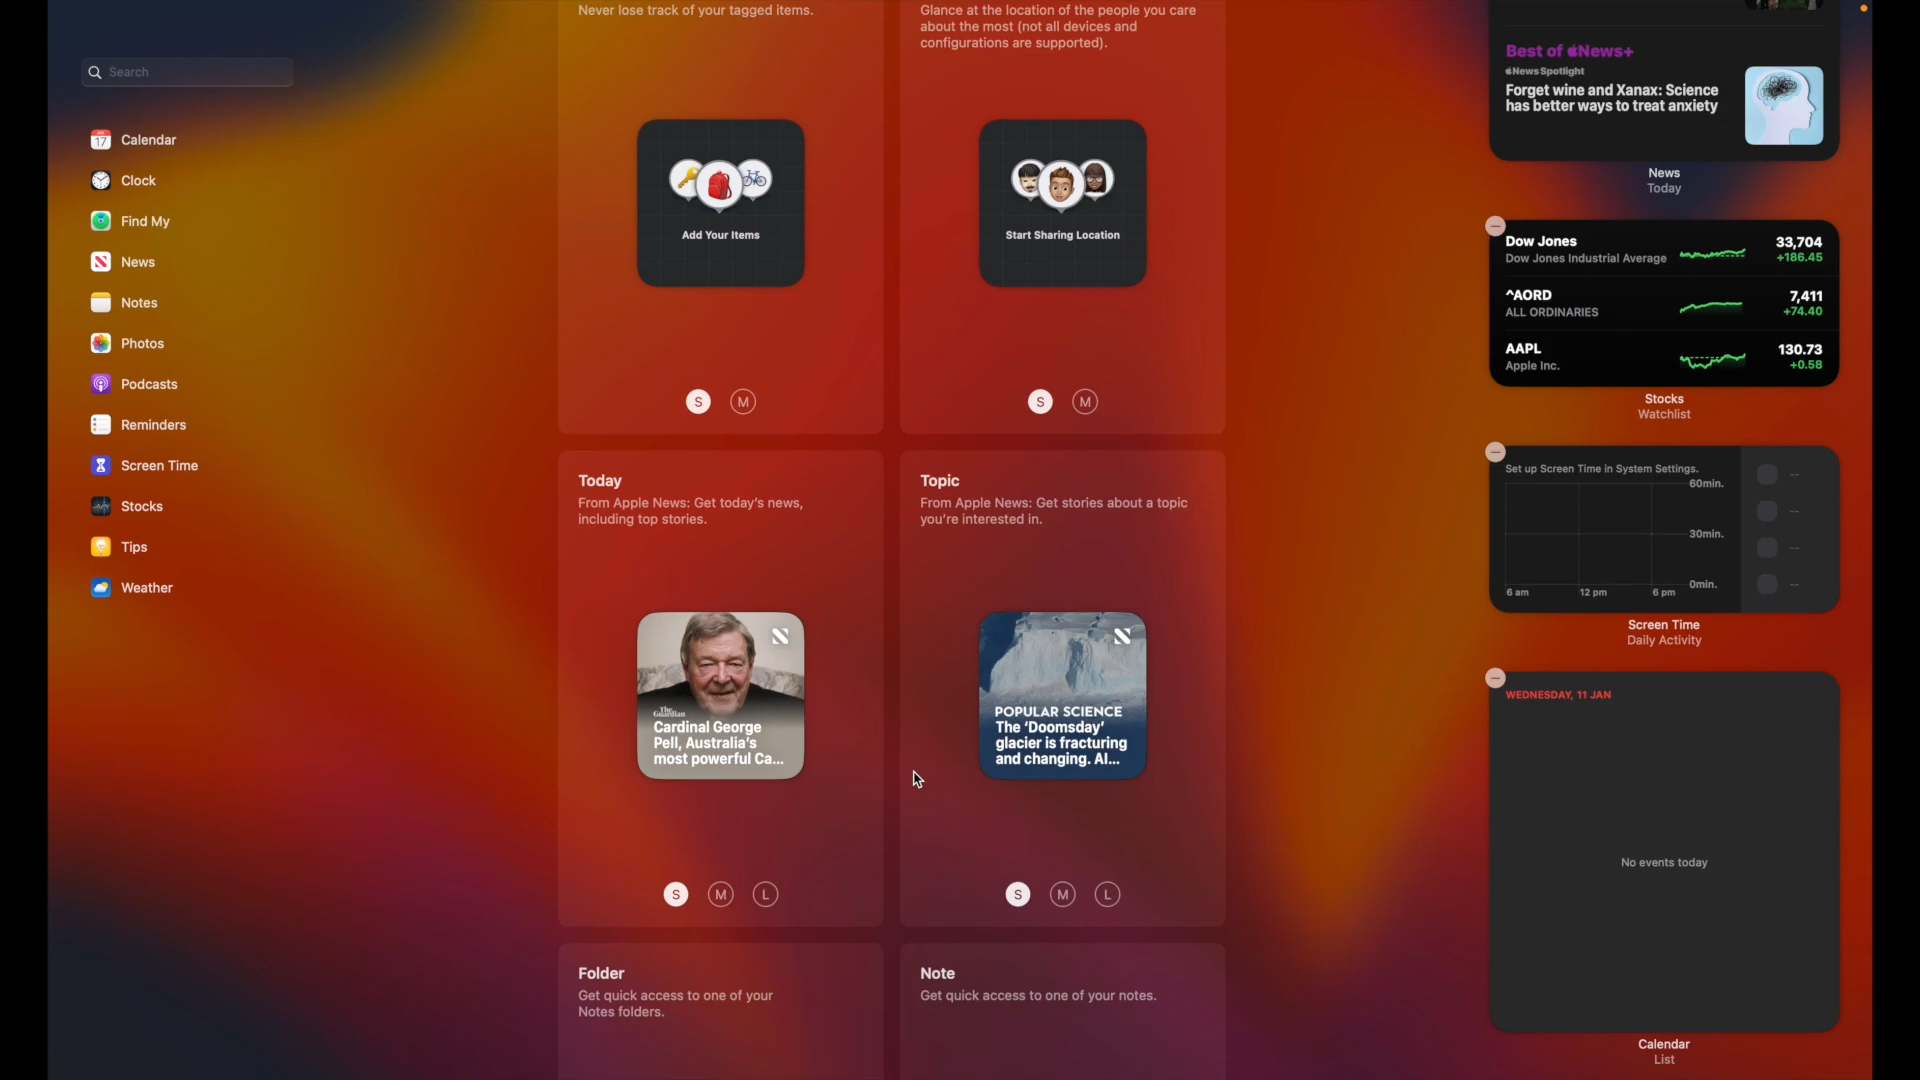 Search
JUL
17
Calendar
Clock
Find My
News
Notes
Photos
Podcasts
Reminders
Screen Time
Stocks
Tips
Weather
Never lose track of your tagged items.
Add Your Items
S M
Glance at the location of the people you care
about the most (not all devices and
configurations are supported).
Start Sharing Location
S M
Today
From Apple News: Get today's news,
including top stories.
The
Guardian
Cardinal George
Pell, Australia's
most powerful Ca...
S M L
Topic
From Apple News: Get stories about a topic
you're interested in.
POPULAR SCIENCE
The 'Doomsday'
glacier is fracturing
and changing. AI...
S M L
Folder
Get quick access to one of your
Notes folders.
Note
Get quick access to one of your notes.
Best of News+
News Spotlight
Forget wine and Xanax: Science
has better ways to treat anxiety
News
Today
Dow Jones 33,704
Dow Jones Industrial Average +186.45
^AORD 7,411
ALL ORDINARIES +74.40
AAPL 130.73
Apple Inc. +0.58
Stocks
Watchlist
Set up Screen Time in System Settings.
60min.
--
--
30min.
--
0min. --
6 am 12 pm 6 pm
Screen Time
Daily Activity
WEDNESDAY, 11 JAN
No events today
Calendar
List